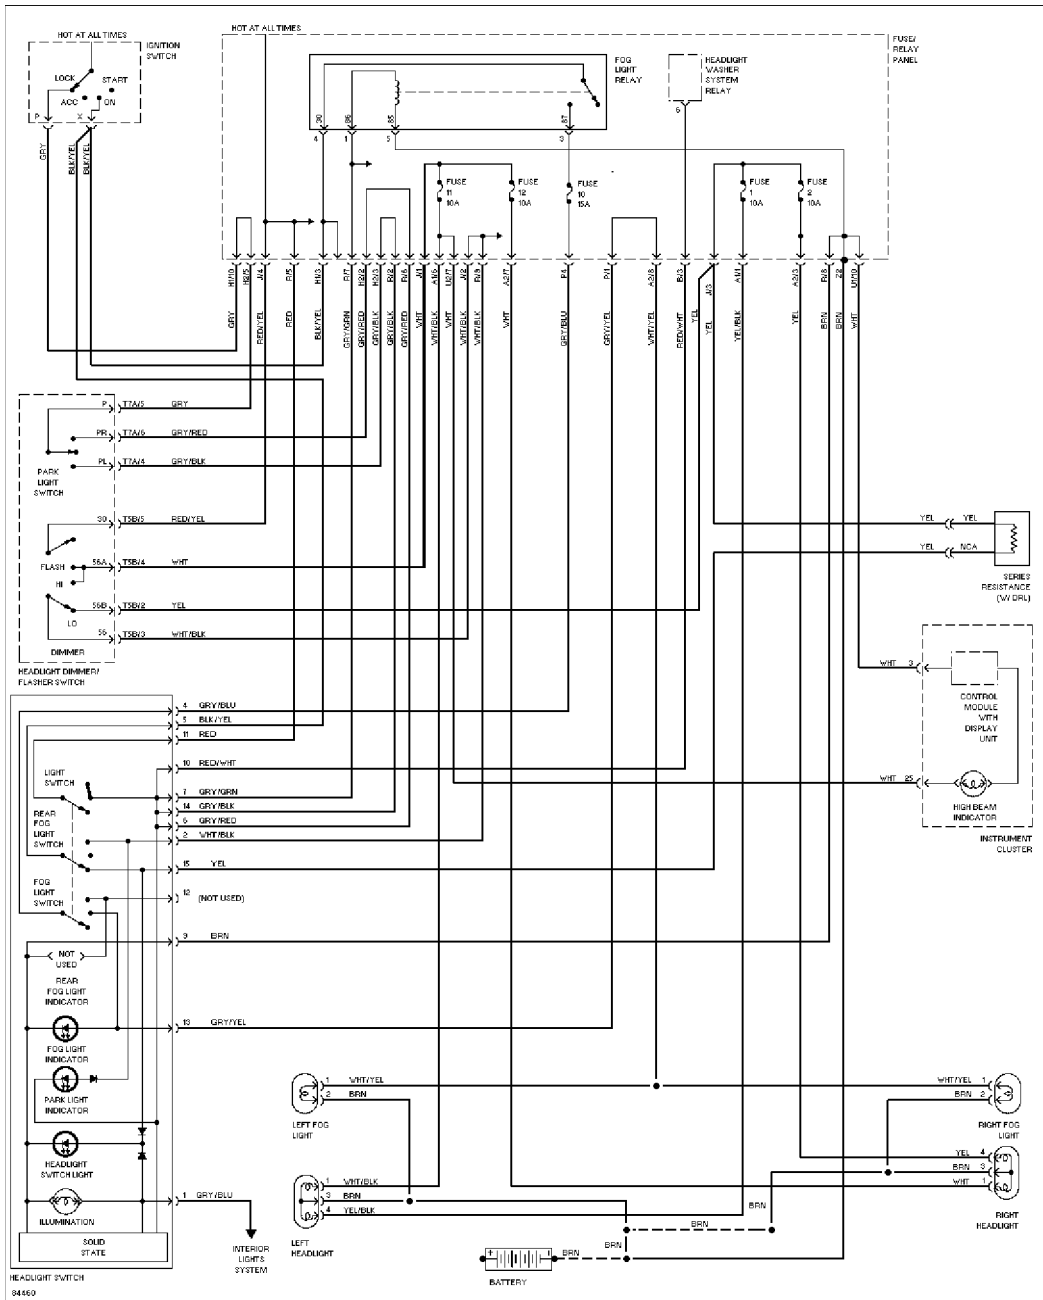 HOT AT ALL TIMES
IGNITION
SWITCH
LOCK
START
ACC
ON
P
X
HOT AT ALL TIMES
FUSE/
RELAY
PANEL
FOG
LIGHT
RELAY
HEADLIGHT
WASHER
SYSTEM
RELAY
30
86
85
87
4
1
5
3
6
FUSE
11
10A
FUSE
12
10A
FUSE
10
15A
FUSE
1
10A
FUSE
2
10A
GRY
BLK/YEL
BLK/YEL
H1/10
H2/5
J/4
R/5
H1/3
R/7
H2/2
H2/3
R/2
R/6
J/1
A1/6
U2/7
J/2
R/9
A2/7
P4
P/1
A2/8
B/3
J/3
A1/1
A2/3
R/8
Z2
U1/10
GRY
RED/YEL
RED
BLK/YEL
GRY/GRN
GRY/RED
GRY/BLK
GRY/BLK
GRY/RED
WHT
WHT/BLK
WHT
WHT/BLK
WHT/BLK
WHT
GRY/BLU
GRY/YEL
WHT/YEL
RED/WHT
YEL
YEL
YEL/BLK
YEL
BRN
BRN
WHT
P T7A/5 GRY
PR T7A/6 GRY/RED
PL T7A/4 GRY/BLK
PARK
LIGHT
SWITCH
30 T5B/5 RED/YEL
FLASH
56A T5B/4 WHT
HI
56B T5B/2 YEL
LO
56 T5B/3 WHT/BLK
DIMMER
HEADLIGHT DIMMER/
FLASHER SWITCH
YEL YEL
YEL NCA
SERIES
RESISTANCE
(W/ DRL)
WHT 3
CONTROL
MODULE
WITH
DISPLAY
UNIT
WHT 25
HIGH BEAM
INDICATOR
INSTRUMENT
CLUSTER
4 GRY/BLU
5 BLK/YEL
11 RED
10 RED/WHT
7 GRY/GRN
14 GRY/BLK
6 GRY/RED
2 WHT/BLK
15 YEL
12 (NOT USED)
9 BRN
13 GRY/YEL
1 GRY/BLU
LIGHT
SWITCH
REAR
FOG
LIGHT
SWITCH
FOG
LIGHT
SWITCH
NOT
USED
REAR
FOG LIGHT
INDICATOR
FOG LIGHT
INDICATOR
PARK LIGHT
INDICATOR
HEADLIGHT
SWITCH LIGHT
ILLUMINATION
SOLID
STATE
HEADLIGHT SWITCH
84460
INTERIOR
LIGHTS
SYSTEM
1 WHT/YEL
2 BRN
LEFT FOG
LIGHT
1 WHT/BLK
3 BRN
4 YEL/BLK
LEFT
HEADLIGHT
WHT/YEL 1
BRN 2
RIGHT FOG
LIGHT
YEL 4
BRN 3
WHT 1
RIGHT
HEADLIGHT
BRN
BRN
BRN
BRN
+
-
BATTERY